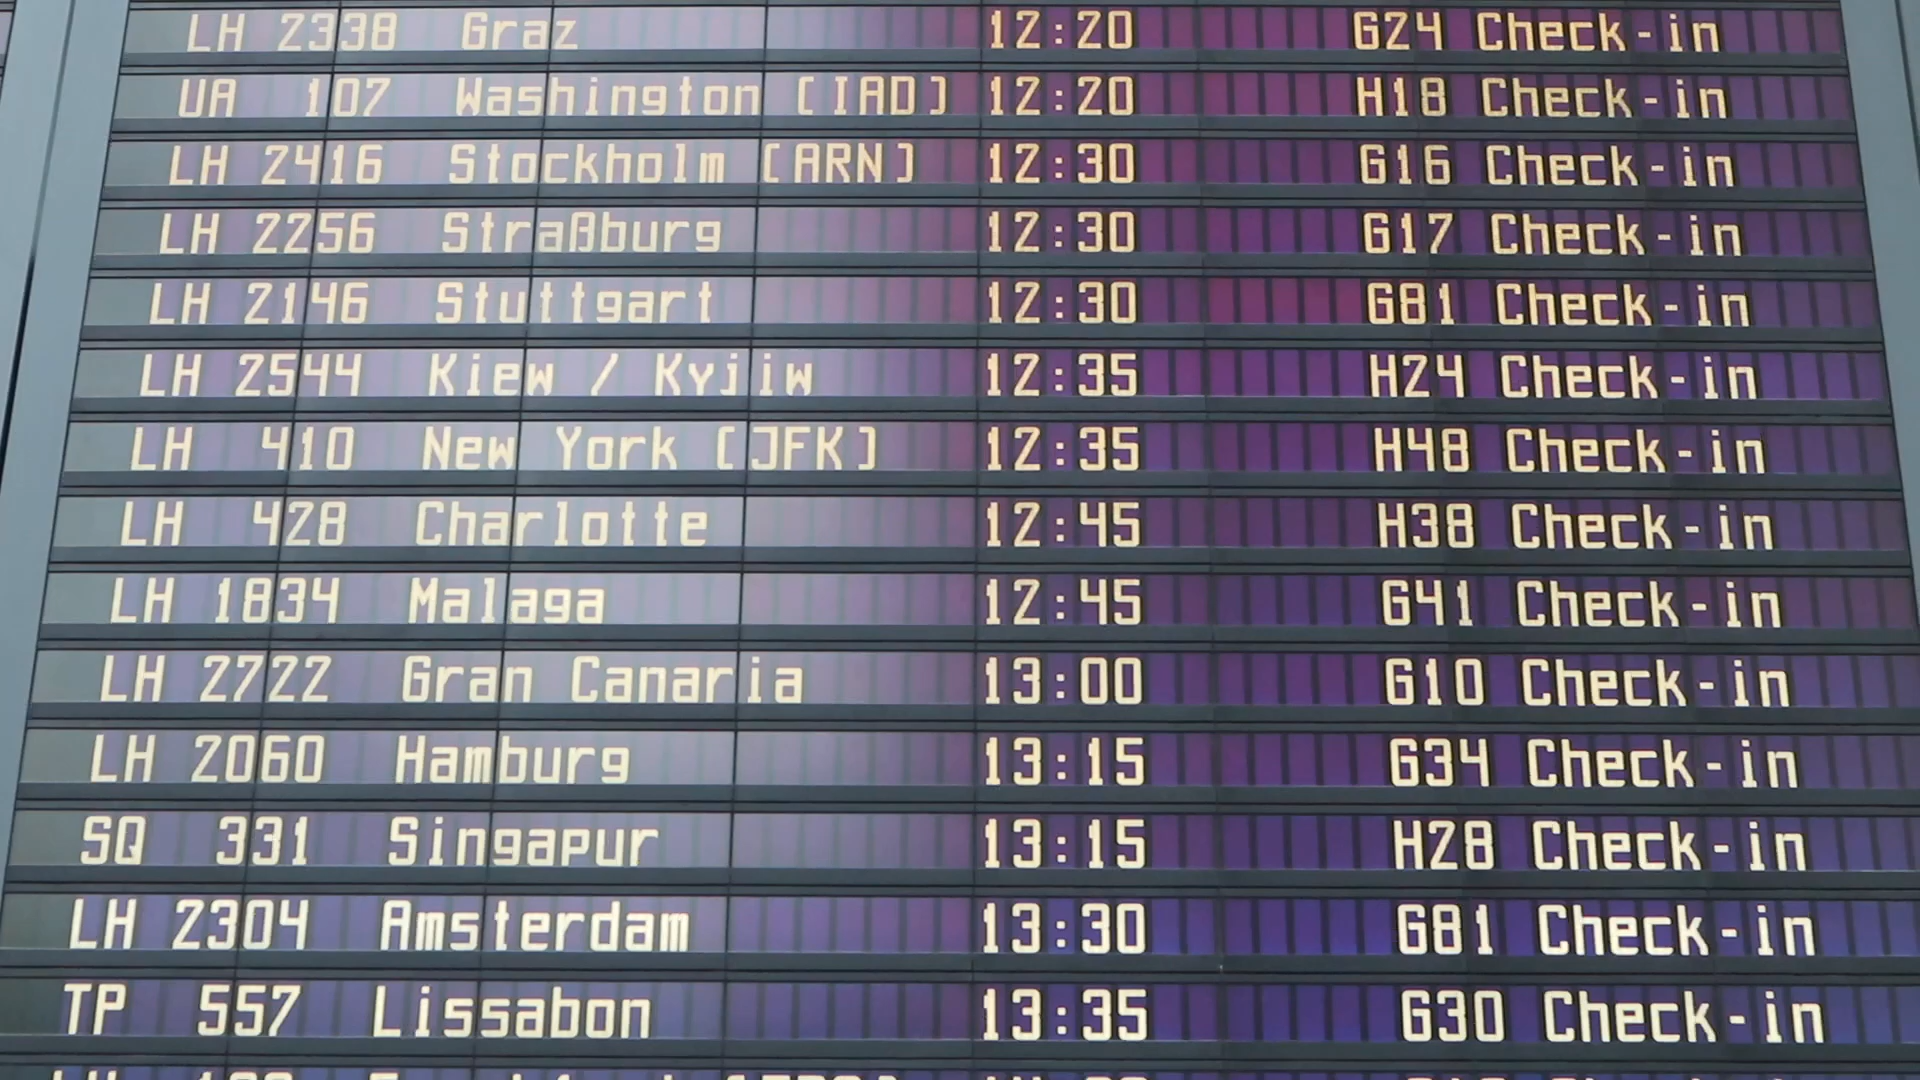 LH 2338 Graz 12:20 G24 Check-in
UA 107 Washington (IAD) 12:20 H18 Check-in
LH 2416 Stockholm (ARN) 12:30 G16 Check-in
LH 2256 Straßburg 12:30 G17 Check-in
LH 2146 Stuttgart 12:30 G81 Check-in
LH 2544 Kiew / Kyjiw 12:35 H24 Check-in
LH 410 New York (JFK) 12:35 H48 Check-in
LH 428 Charlotte 12:45 H38 Check-in
LH 1834 Malaga 12:45 G41 Check-in
LH 2722 Gran Canaria 13:00 G10 Check-in
LH 2060 Hamburg 13:15 G34 Check-in
SQ 331 Singapur 13:15 H28 Check-in
LH 2304 Amsterdam 13:30 G81 Check-in
TP 557 Lissabon 13:35 G30 Check-in